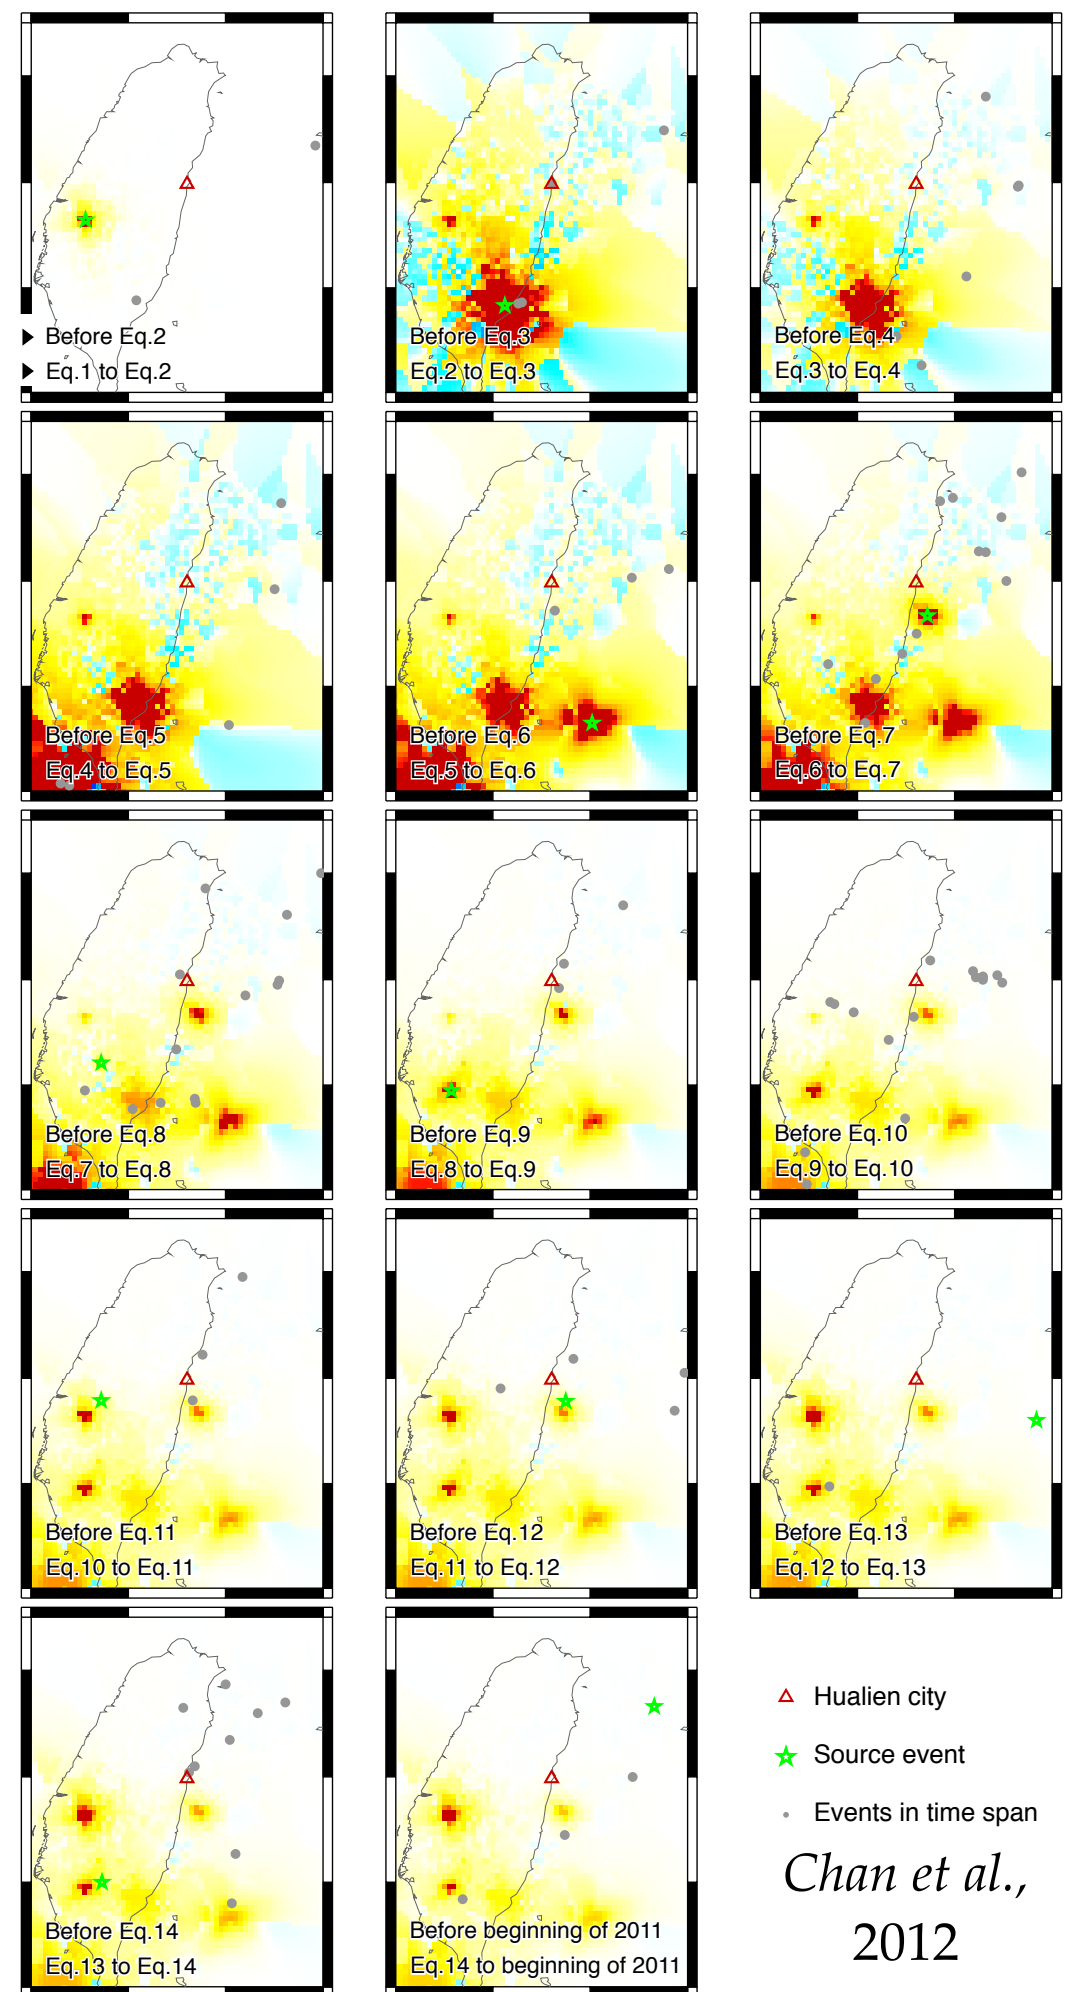 Before Eq.2
Eq.1 to Eq.2
Before Eq.3
Eq.2 to Eq.3
Before Eq.4
Eq.3 to Eq.4
Before Eq.5
Eq.4 to Eq.5
Before Eq.6
Eq.5 to Eq.6
Before Eq.7
Eq.6 to Eq.7
Before Eq.8
Eq.7 to Eq.8
Before Eq.9
Eq.8 to Eq.9
Before Eq.10
Eq.9 to Eq.10
Before Eq.11
Eq.10 to Eq.11
Before Eq.12
Eq.11 to Eq.12
Before Eq.13
Eq.12 to Eq.13
Before Eq.14
Eq.13 to Eq.14
Before beginning of 2011
Eq.14 to beginning of 2011
Hualien city
Source event
Events in time span
Chan et al.,
2012